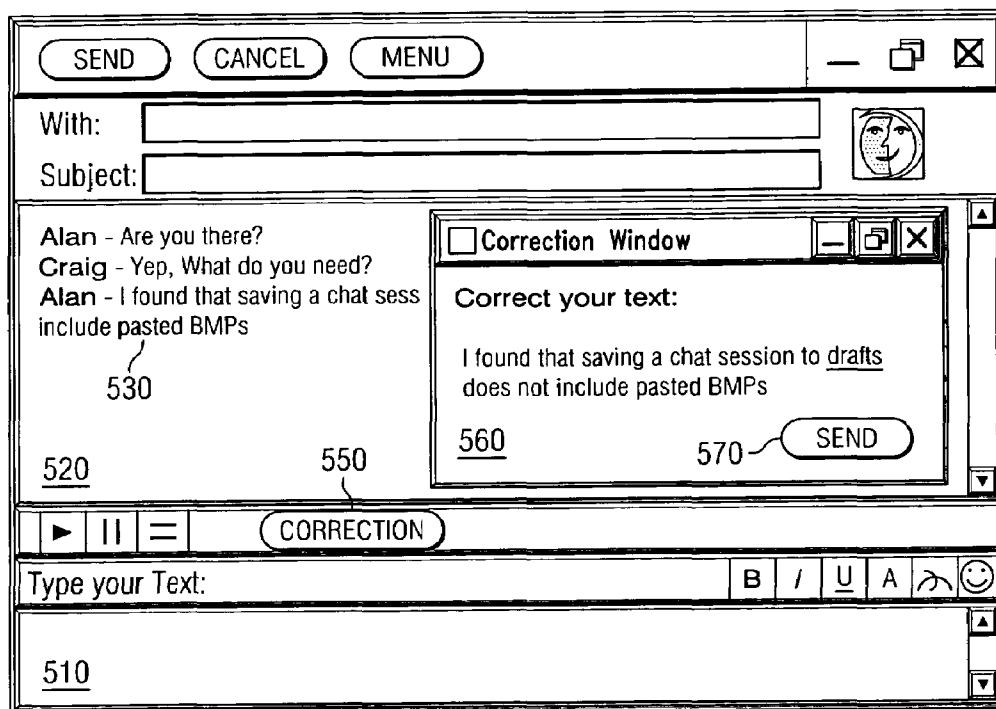 SEND CANCEL MENU
With:
Subject:
Alan - Are you there?
Craig - Yep, What do you need?
Alan - I found that saving a chat sess
include pasted BMPs
530
520
550
Correction Window
Correct your text:
I found that saving a chat session to drafts
does not include pasted BMPs
560
570
SEND
CORRECTION
Type your Text:
B I U A
510